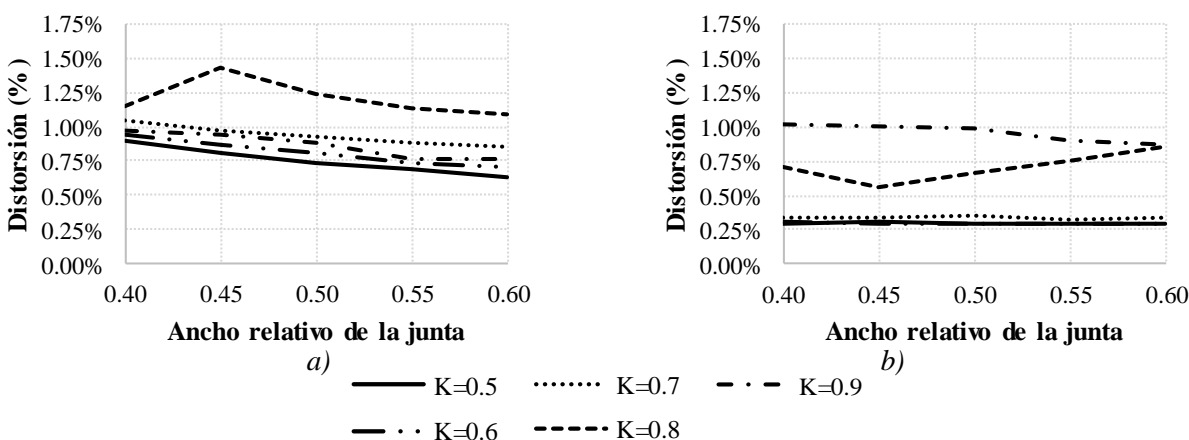 Distorsión (%)
1.75%
1.50%
1.25%
1.00%
0.75%
0.50%
0.25%
0.00%
0.40 0.45 0.50 0.55 0.60
Ancho relativo de la junta
a)
Distorsión (%)
1.75%
1.50%
1.25%
1.00%
0.75%
0.50%
0.25%
0.00%
0.40 0.45 0.50 0.55 0.60
Ancho relativo de la junta
b)
K=0.5 K=0.7 K=0.9
K=0.6 K=0.8